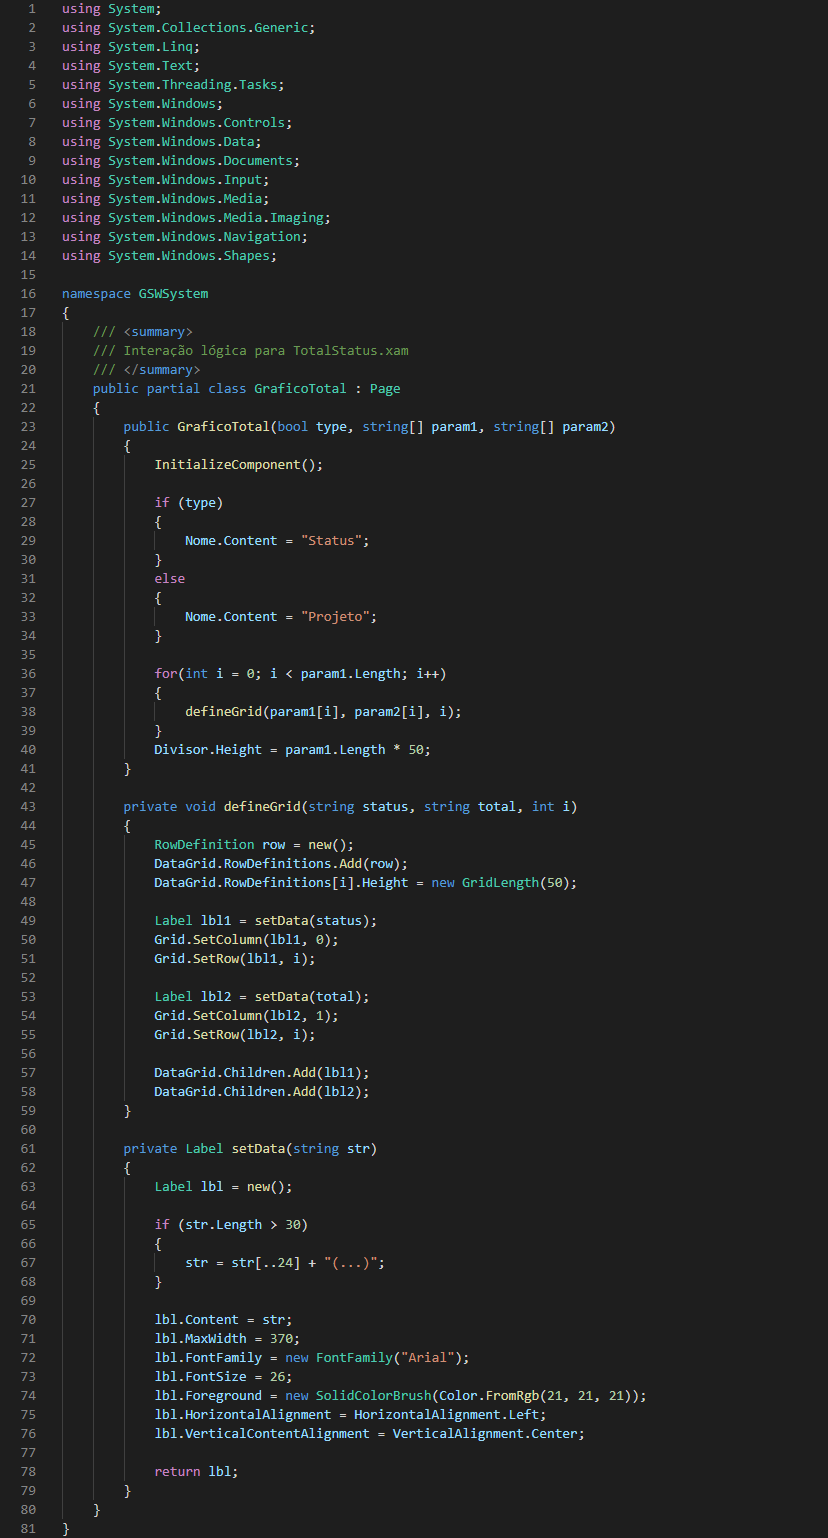 1 using System;
2 using System.Collections.Generic;
3 using System.Linq;
4 using System.Text;
5 using System.Threading.Tasks;
6 using System.Windows;
7 using System.Windows.Controls;
8 using System.Windows.Data;
9 using System.Windows.Documents;
10 using System.Windows.Input;
11 using System.Windows.Media;
12 using System.Windows.Media.Imaging;
13 using System.Windows.Navigation;
14 using System.Windows.Shapes;
15
16 namespace GSWSystem
17 {
18     /// <summary>
19     /// Interação lógica para TotalStatus.xam
20     /// </summary>
21     public partial class GraficoTotal : Page
22     {
23         public GraficoTotal(bool type, string[] param1, string[] param2)
24         {
25             InitializeComponent();
26
27             if (type)
28             {
29                 Nome.Content = "Status";
30             }
31             else
32             {
33                 Nome.Content = "Projeto";
34             }
35
36             for(int i = 0; i < param1.Length; i++)
37             {
38                 defineGrid(param1[i], param2[i], i);
39             }
40             Divisor.Height = param1.Length * 50;
41         }
42
43         private void defineGrid(string status, string total, int i)
44         {
45             RowDefinition row = new();
46             DataGrid.RowDefinitions.Add(row);
47             DataGrid.RowDefinitions[i].Height = new GridLength(50);
48
49             Label lbl1 = setData(status);
50             Grid.SetColumn(lbl1, 0);
51             Grid.SetRow(lbl1, i);
52
53             Label lbl2 = setData(total);
54             Grid.SetColumn(lbl2, 1);
55             Grid.SetRow(lbl2, i);
56
57             DataGrid.Children.Add(lbl1);
58             DataGrid.Children.Add(lbl2);
59         }
60
61         private Label setData(string str)
62         {
63             Label lbl = new();
64
65             if (str.Length > 30)
66             {
67                 str = str[..24] + "(...)";
68             }
69
70             lbl.Content = str;
71             lbl.MaxWidth = 370;
72             lbl.FontFamily = new FontFamily("Arial");
73             lbl.FontSize = 26;
74             lbl.Foreground = new SolidColorBrush(Color.FromRgb(21, 21, 21));
75             lbl.HorizontalAlignment = HorizontalAlignment.Left;
76             lbl.VerticalContentAlignment = VerticalAlignment.Center;
77
78             return lbl;
79         }
80     }
81 }